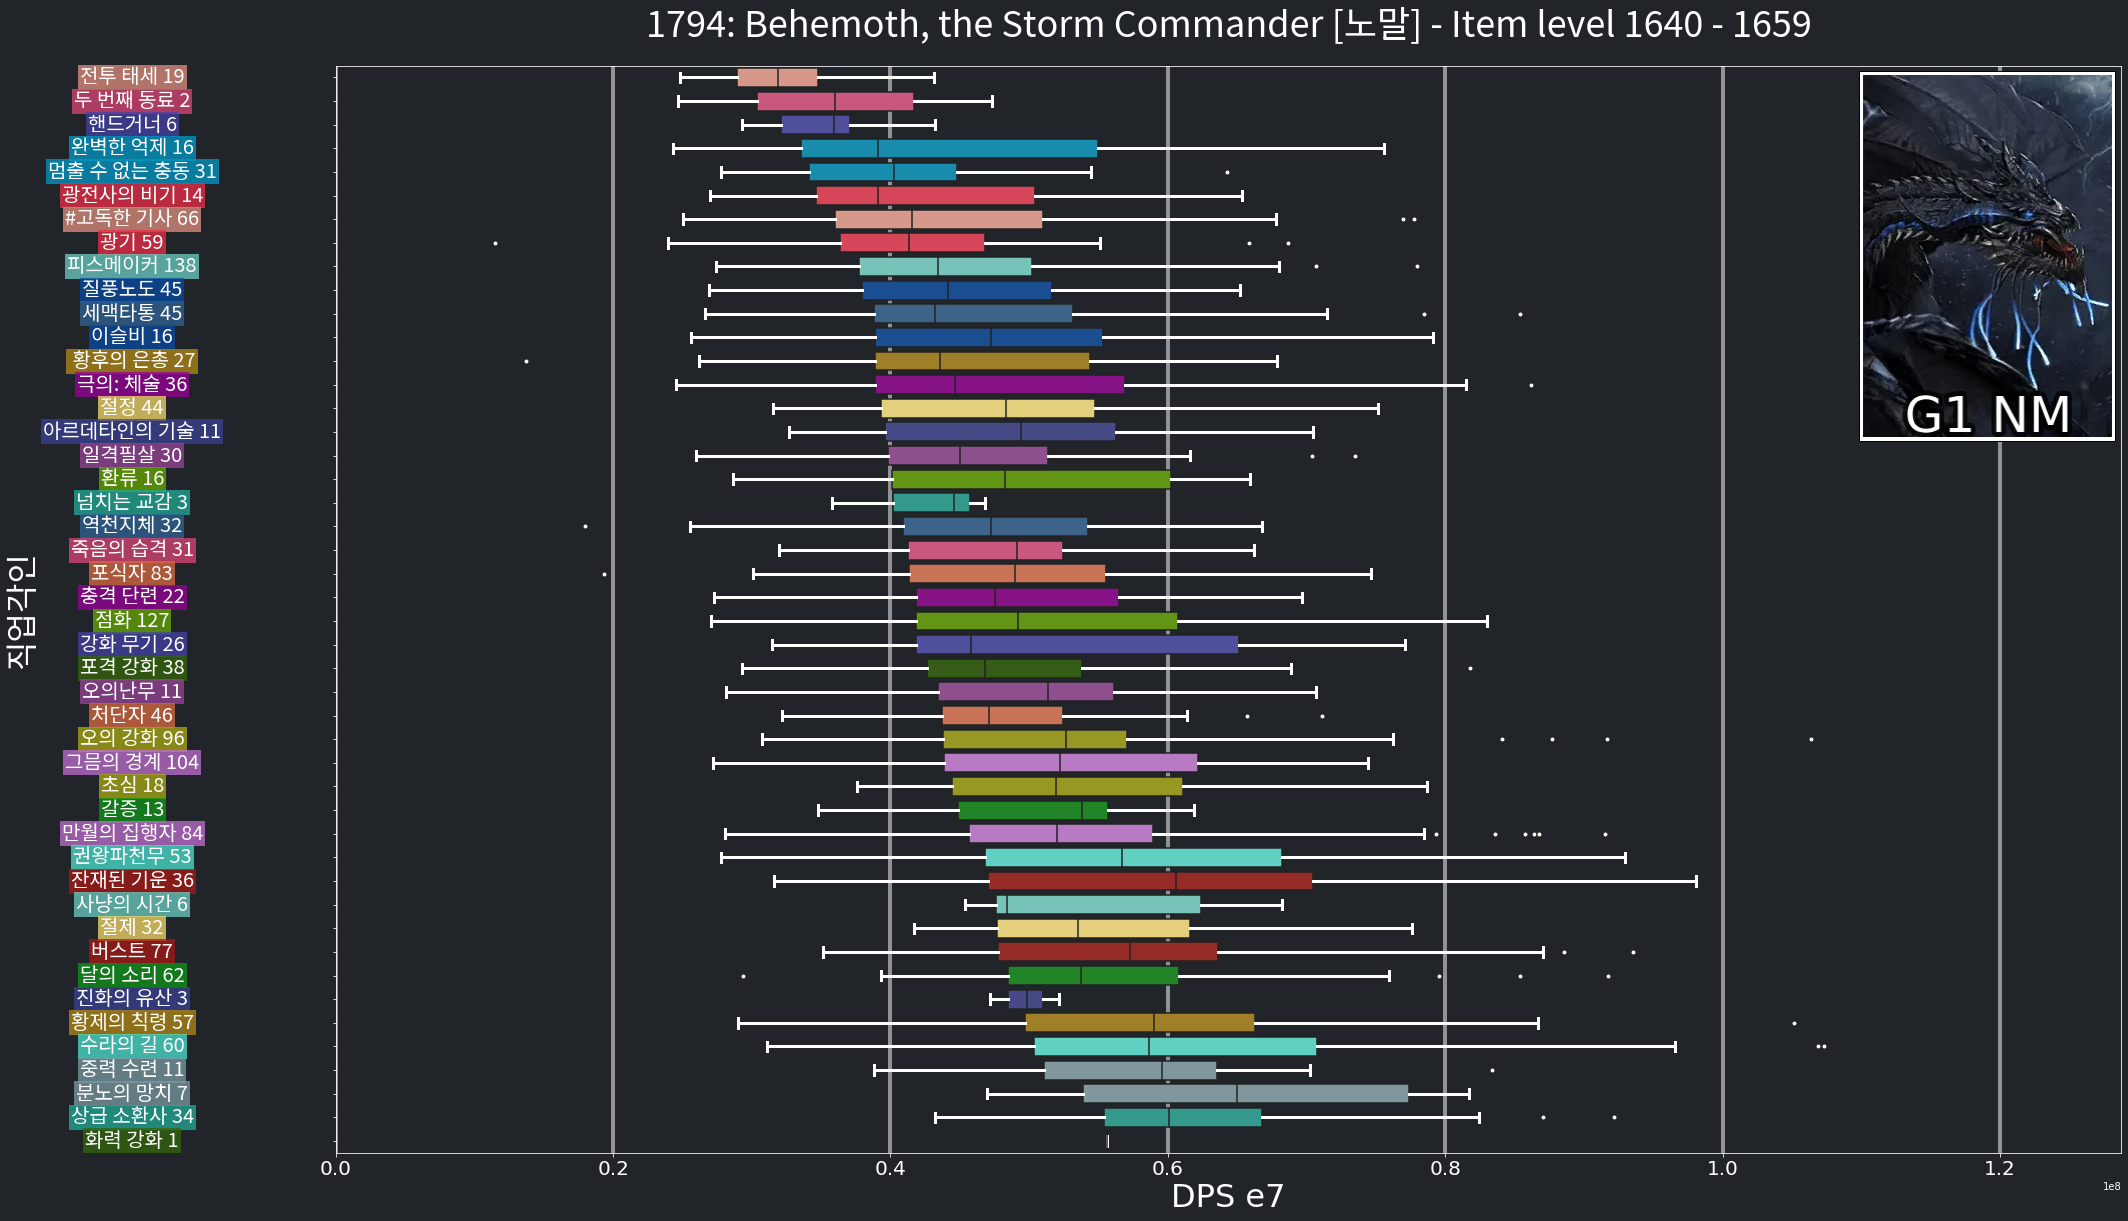 1794: Behemoth, the Storm Commander [노말] - Item level 1640 - 1659
직업각인
전투 태세 19
두 번째 동료 2
핸드거너 6
완벽한 억제 16
멈출 수 없는 충동 31
광전사의 비기 14
#고독한 기사 66
광기 59
피스메이커 138
질풍노도 45
세맥타통 45
이슬비 16
황후의 은총 27
극의: 체술 36
절정 44
아르데타인의 기술 11
일격필살 30
환류 16
넘치는 교감 3
역천지체 32
죽음의 습격 31
포식자 83
충격 단련 22
점화 127
강화 무기 26
포격 강화 38
오의난무 11
처단자 46
오의 강화 96
그믐의 경계 104
초심 18
갈증 13
만월의 집행자 84
권왕파천무 53
잔재된 기운 36
사냥의 시간 6
절제 32
버스트 77
달의 소리 62
진화의 유산 3
황제의 칙령 57
수라의 길 60
중력 수련 11
분노의 망치 7
상급 소환사 34
화력 강화 1
G1 NM
0.0 0.2 0.4 0.6 0.8 1.0 1.2
1e8
DPS e7